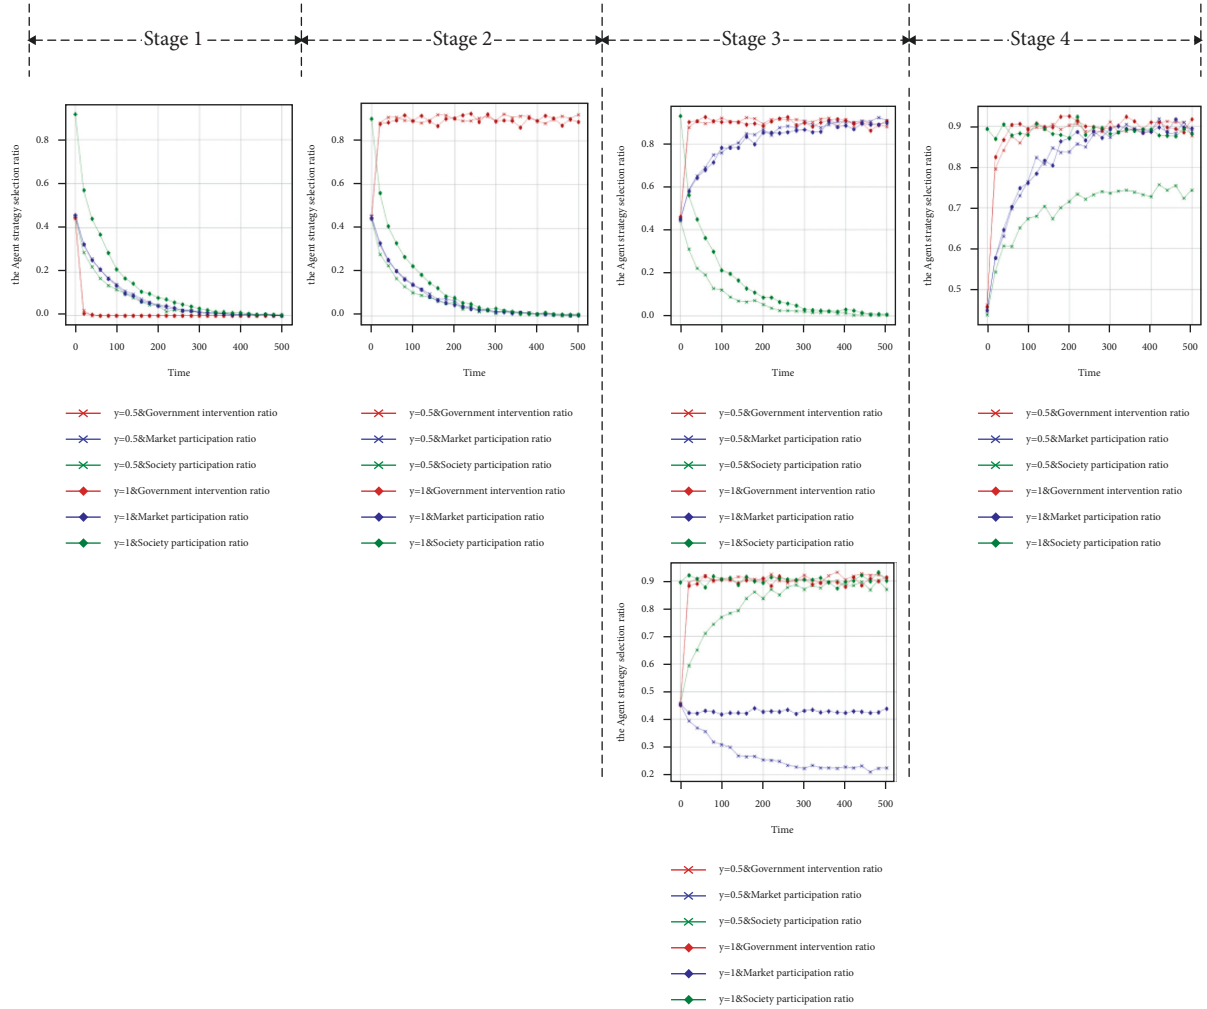 Stage 1
Stage 2
Stage 3
Stage 4
the Agent strategy selection ratio
0.8
0.6
0.4
0.2
0.0
0 100 200 300 400 500
Time
y=0.5&Government intervention ratio
y=0.5&Market participation ratio
y=0.5&Society participation ratio
y=1&Government intervention ratio
y=1&Market participation ratio
y=1&Society participation ratio
the Agent strategy selection ratio
0.8
0.6
0.4
0.2
0.0
0 100 200 300 400 500
Time
y=0.5&Government intervention ratio
y=0.5&Market participation ratio
y=0.5&Society participation ratio
y=1&Government intervention ratio
y=1&Market participation ratio
y=1&Society participation ratio
the Agent strategy selection ratio
0.8
0.6
0.4
0.2
0.0
0 100 200 300 400 500
Time
y=0.5&Government intervention ratio
y=0.5&Market participation ratio
y=0.5&Society participation ratio
y=1&Government intervention ratio
y=1&Market participation ratio
y=1&Society participation ratio
the Agent strategy selection ratio
0.9
0.8
0.7
0.6
0.5
0.4
0.3
0.2
0 100 200 300 400 500
Time
y=0.5&Government intervention ratio
y=0.5&Market participation ratio
y=0.5&Society participation ratio
y=1&Government intervention ratio
y=1&Market participation ratio
y=1&Society participation ratio
the Agent strategy selection ratio
0.9
0.8
0.7
0.6
0.5
0 100 200 300 400 500
Time
y=0.5&Government intervention ratio
y=0.5&Market participation ratio
y=0.5&Society participation ratio
y=1&Government intervention ratio
y=1&Market participation ratio
y=1&Society participation ratio